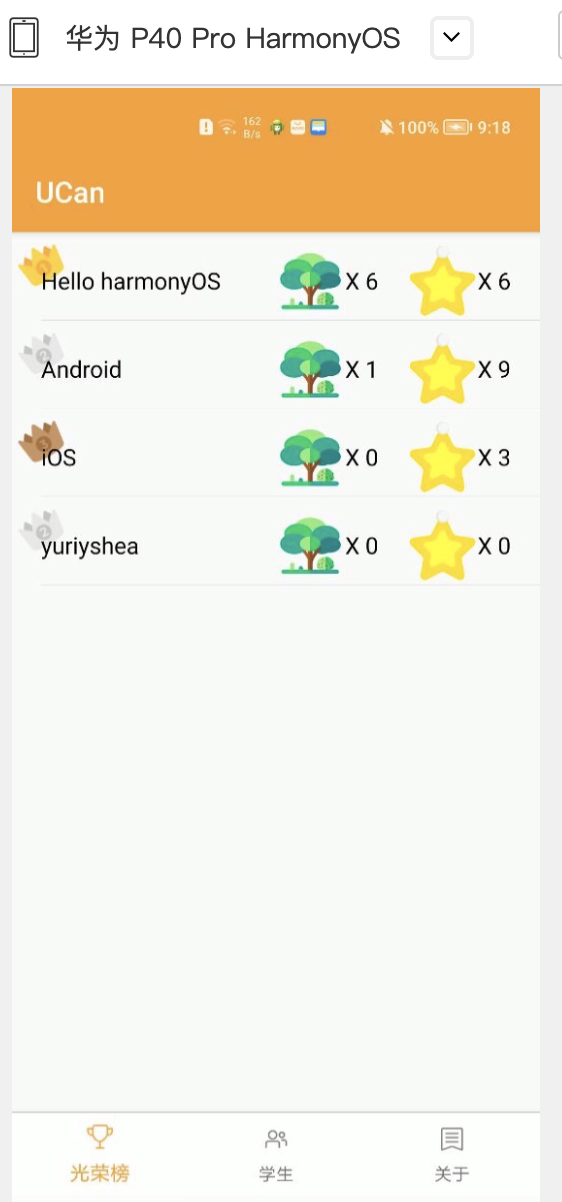 华为 P40 Pro HarmonyOS
162 B/s 100% 9:18
UCan
Hello harmonyOS X 6 X 6
Android X 1 X 9
iOS X 0 X 3
yuriyshea X 0 X 0
光荣榜 学生 关于